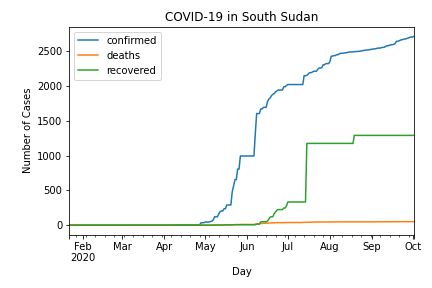 COVID-19 in South Sudan
confirmed
deaths
recovered
Number of Cases
2500
2000
1500
1000
500
0
Feb Mar Apr May Jun Jul Aug Sep Oct
2020
Day